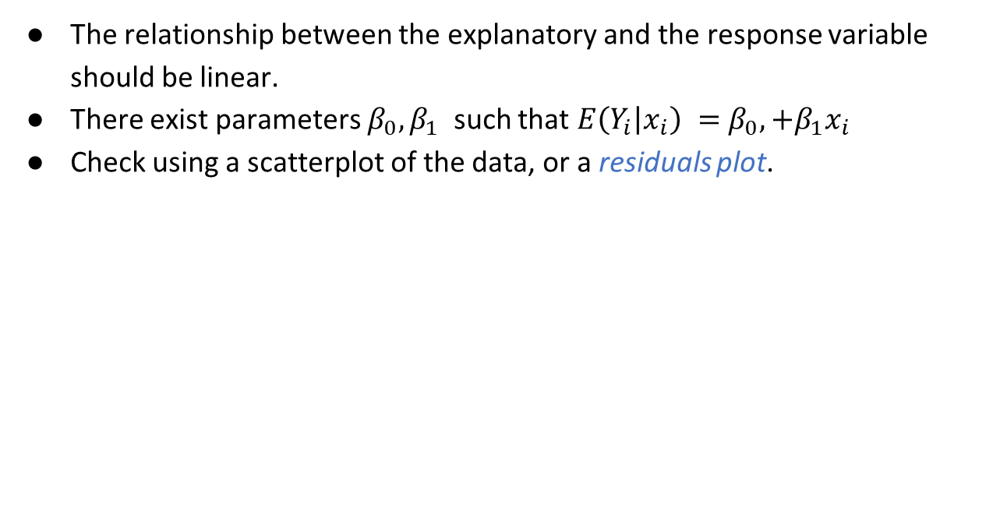 ● The relationship between the explanatory and the response variable
should be linear.
● There exist parameters 𝛽₀, 𝛽₁ such that 𝐸(𝑌ᵢ|𝑥ᵢ) = 𝛽₀, +𝛽₁𝑥ᵢ
● Check using a scatterplot of the data, or a residuals plot.